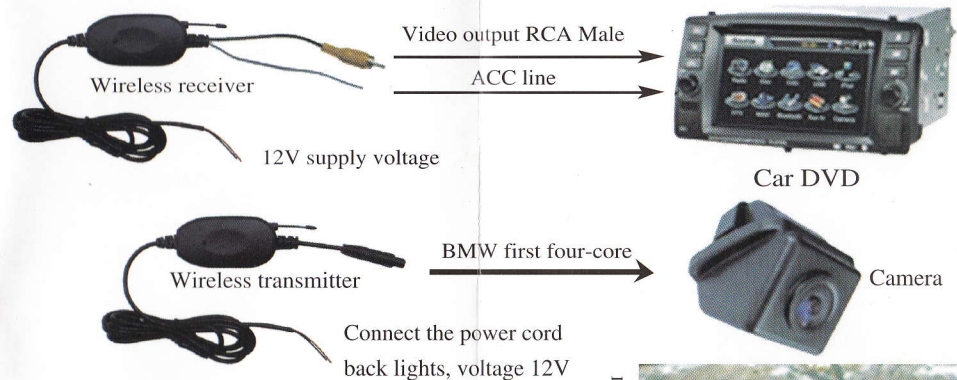 Video output RCA Male
Wireless receiver
ACC line
12V supply voltage
Car DVD
BMW first four-core
Wireless transmitter
Camera
Connect the power cord
back lights, voltage 12V